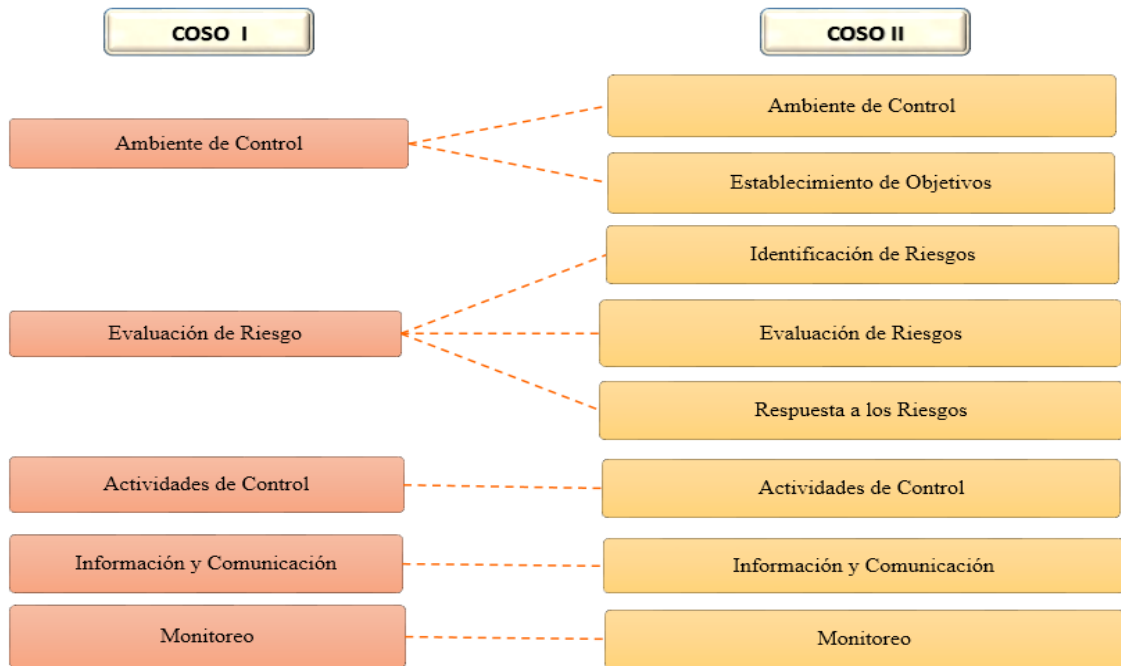 COSO I
COSO II
Ambiente de Control
Ambiente de Control
Establecimiento de Objetivos
Evaluación de Riesgo
Identificación de Riesgos
Evaluación de Riesgos
Respuesta a los Riesgos
Actividades de Control
Actividades de Control
Información y Comunicación
Información y Comunicación
Monitoreo
Monitoreo